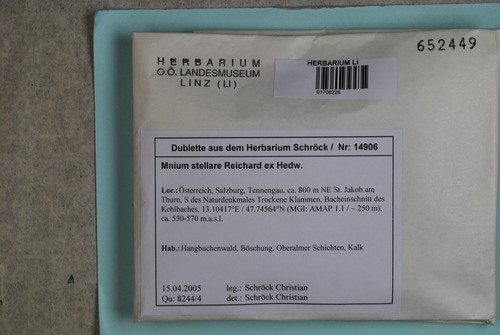 652449
HERBARIUM
O.Ö. LANDESMUSEUM
LINZ (LI)
HERBARIUM LI
01708226
Dublette aus dem Herbarium Schröck / Nr: 14906
Mnium stellare Reichard ex Hedw.
Loc.: Österreich, Salzburg, Tennengau, ca. 800 m NE St. Jakob am
Thurn, S des Naturdenkmales Trockene Klammen, Bacheinschnitt des
Kehlbaches, 13.10417°E / 47.74564°N (MGI: AMAP 1.1 / ~ 250 m),
ca. 550-570 m.a.s.l.
Hab.: Hangbuchenwald, Böschung, Oberalmer Schichten, Kalk
15.04.2005 leg.: Schröck Christian
Qu: 8244/4 det.: Schröck Christian